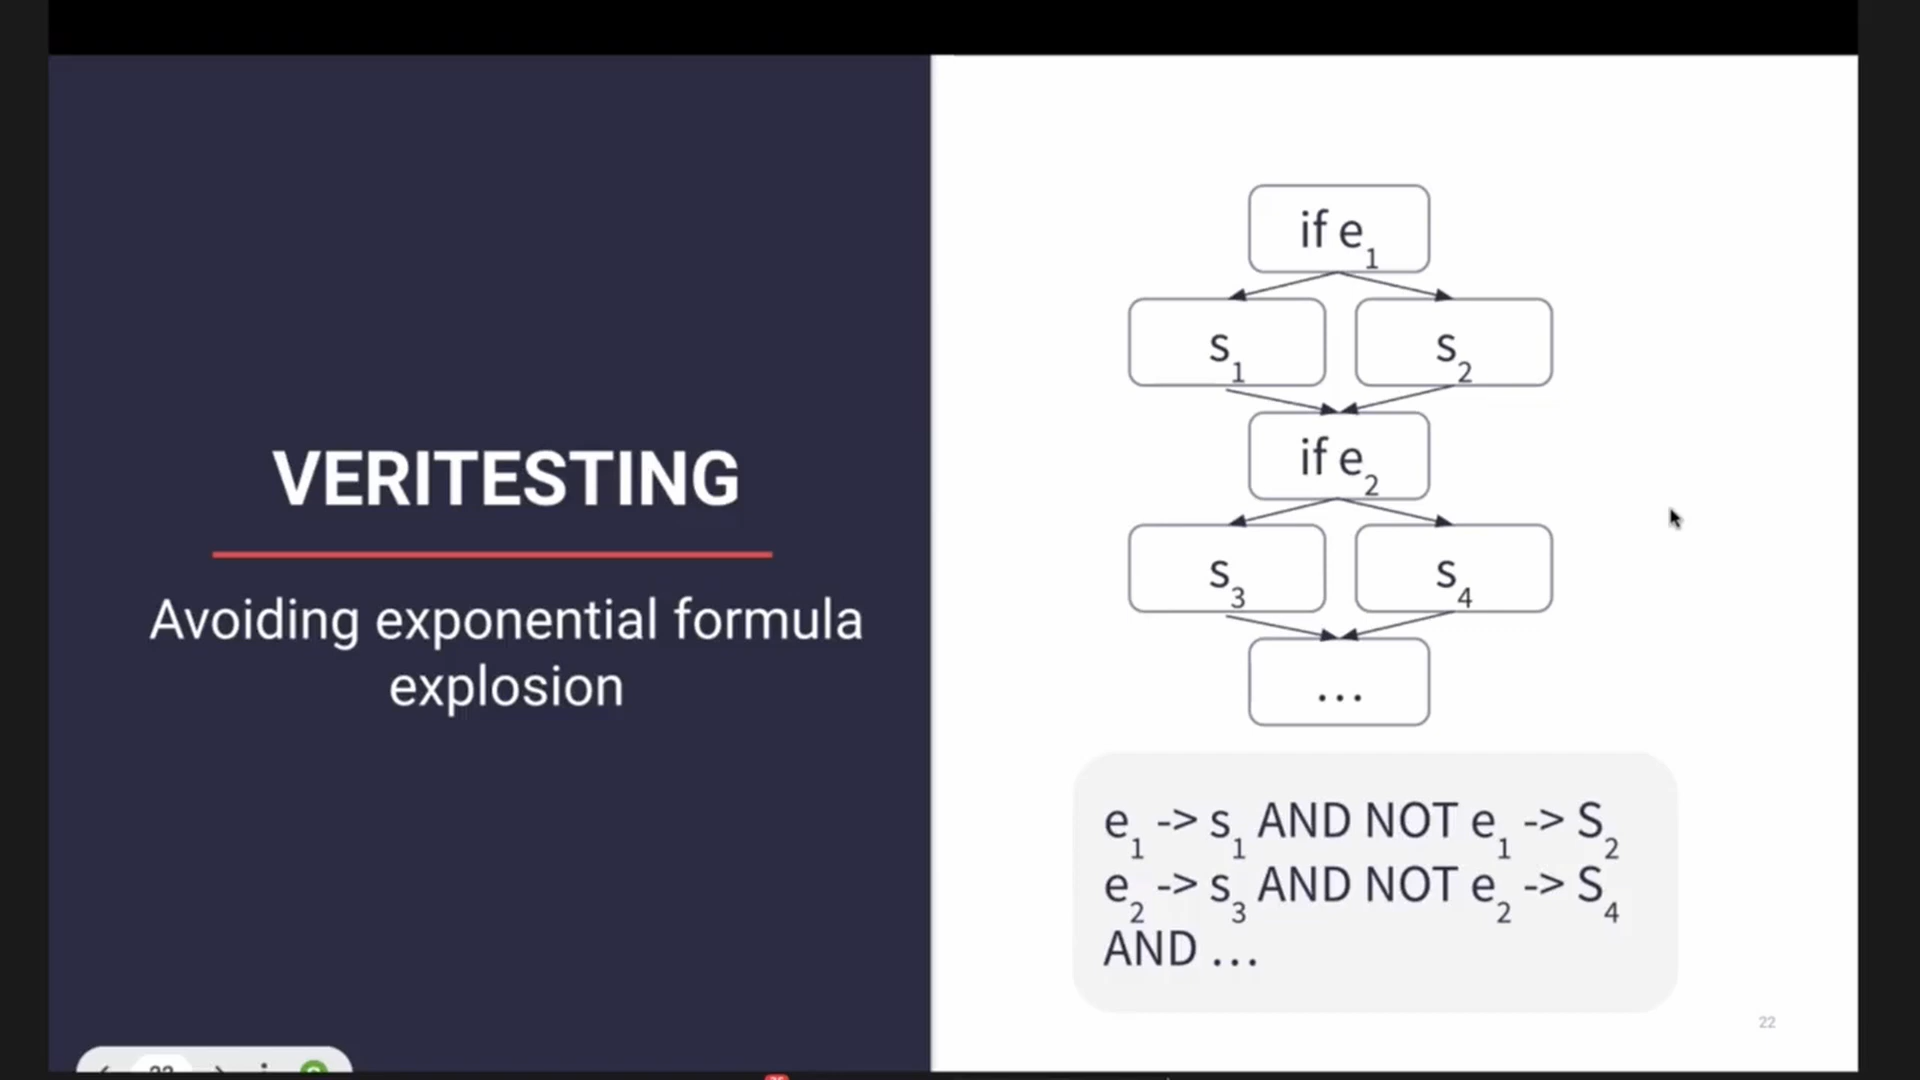 VERITESTING
Avoiding exponential formula
explosion
if e₁
s₁ s₂
if e₂
s₃ s₄
...
e₁ -> s₁ AND NOT e₁ -> S₂
e₂ -> s₃ AND NOT e₂ -> S₄
AND ...
22